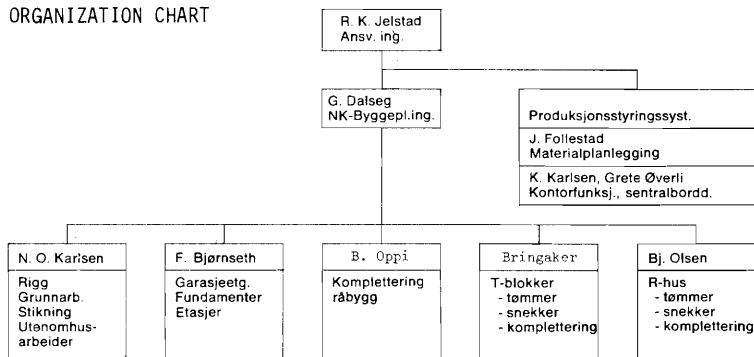 ORGANIZATION CHART
R. K. Jelstad
Ansv. ing.
G. Dalseg
NK-Byggepl.ing.
Produksjonsstyringssyst.
J. Follestad
Materialplanlegging
K. Karlsen, Grete Øverli
Kontorfunksj., sentralbordd.
N. O. Karlsen
Rigg
Grunnarb.
Stikning
Utenomhus-
arbeider
F. Bjørnseth
Garasjeetg.
Fundamenter
Etasjer
B. Oppi
Komplettering
råbygg
Bringaker
T-blokker
- tømmer
- snekker
- komplettering
Bj. Olsen
R-hus
- tømmer
- snekker
- komplettering